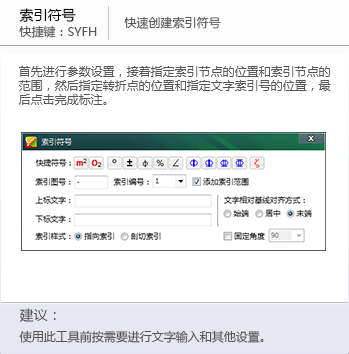 索引符号
快捷键：SYFH
快速创建索引符号
首先进行参数设置，接着指定索引节点的位置和索引节点的
范围，然后指定转折点的位置和指定文字索引号的位置，最
后点击完成标注。
索引符号 x
快捷符号： m² O₂ ° ± ϕ % ∠ Φ Φ Φ Φ ζ
索引图号： - 索引编号： 1 添加索引范围
上标文字： 文字相对基线对齐方式：
下标文字： 始端 居中 末端
索引样式： 指向索引 剖切索引 固定角度 90
建议：
使用此工具前按需要进行文字输入和其他设置。